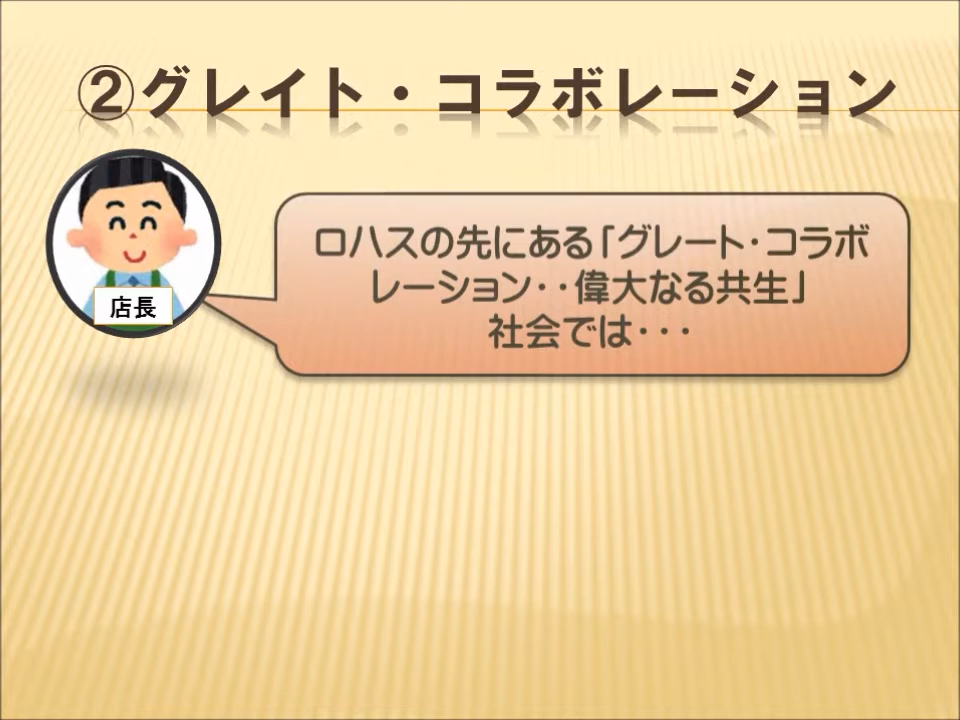 ②グレイト・コラボレーション
店長
ロハスの先にある「グレート・コラボ
レーション・・偉大なる共生」
社会では・・・